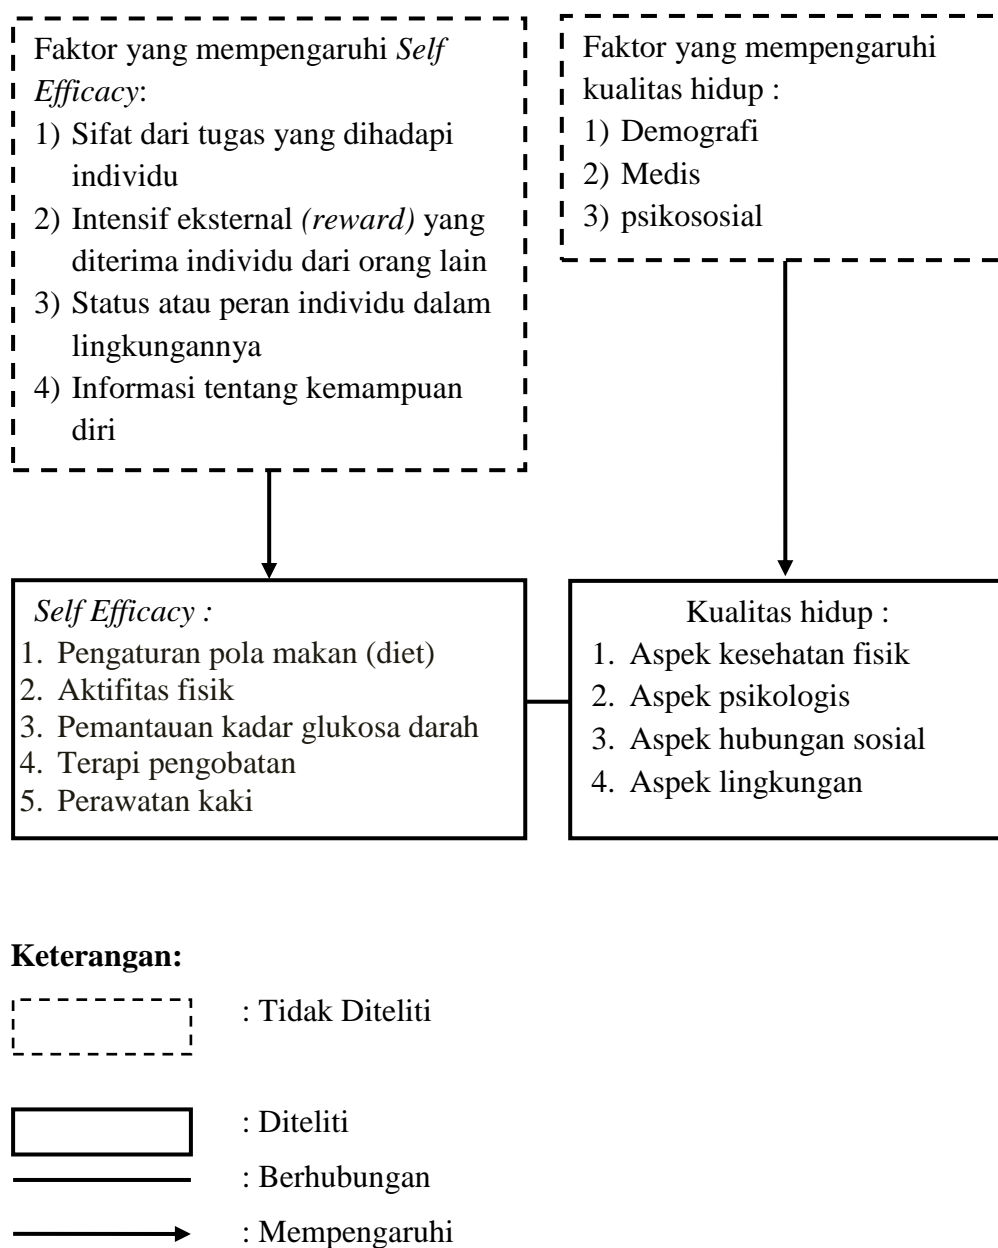 Faktor yang mempengaruhi Self
Efficacy:
1) Sifat dari tugas yang dihadapi
individu
2) Intensif eksternal (reward) yang
diterima individu dari orang lain
3) Status atau peran individu dalam
lingkungannya
4) Informasi tentang kemampuan
diri
Faktor yang mempengaruhi
kualitas hidup :
1) Demografi
2) Medis
3) psikososial
Self Efficacy :
1. Pengaturan pola makan (diet)
2. Aktifitas fisik
3. Pemantauan kadar glukosa darah
4. Terapi pengobatan
5. Perawatan kaki
Kualitas hidup :
1. Aspek kesehatan fisik
2. Aspek psikologis
3. Aspek hubungan sosial
4. Aspek lingkungan
Keterangan:
: Tidak Diteliti
: Diteliti
: Berhubungan
: Mempengaruhi